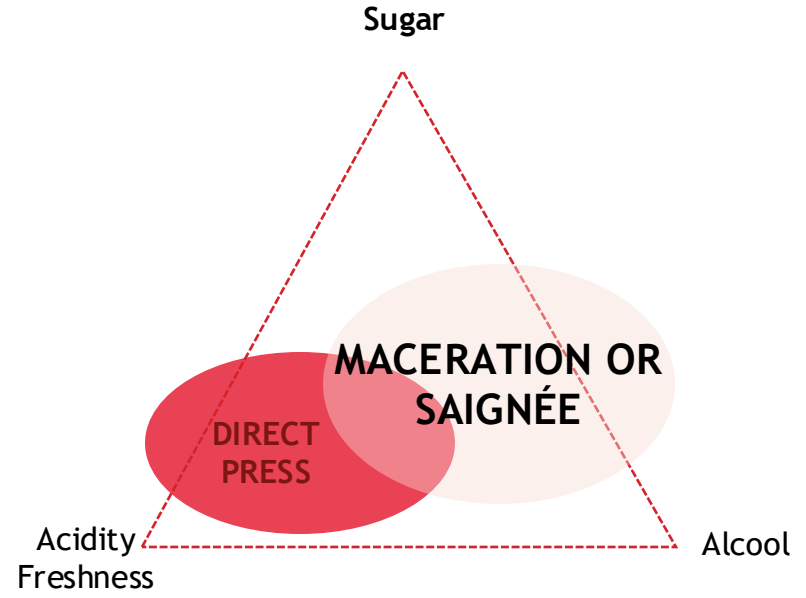 Sugar
MACERATION OR
SAIGNÉE
DIRECT
PRESS
Acidity
Freshness
Alcool